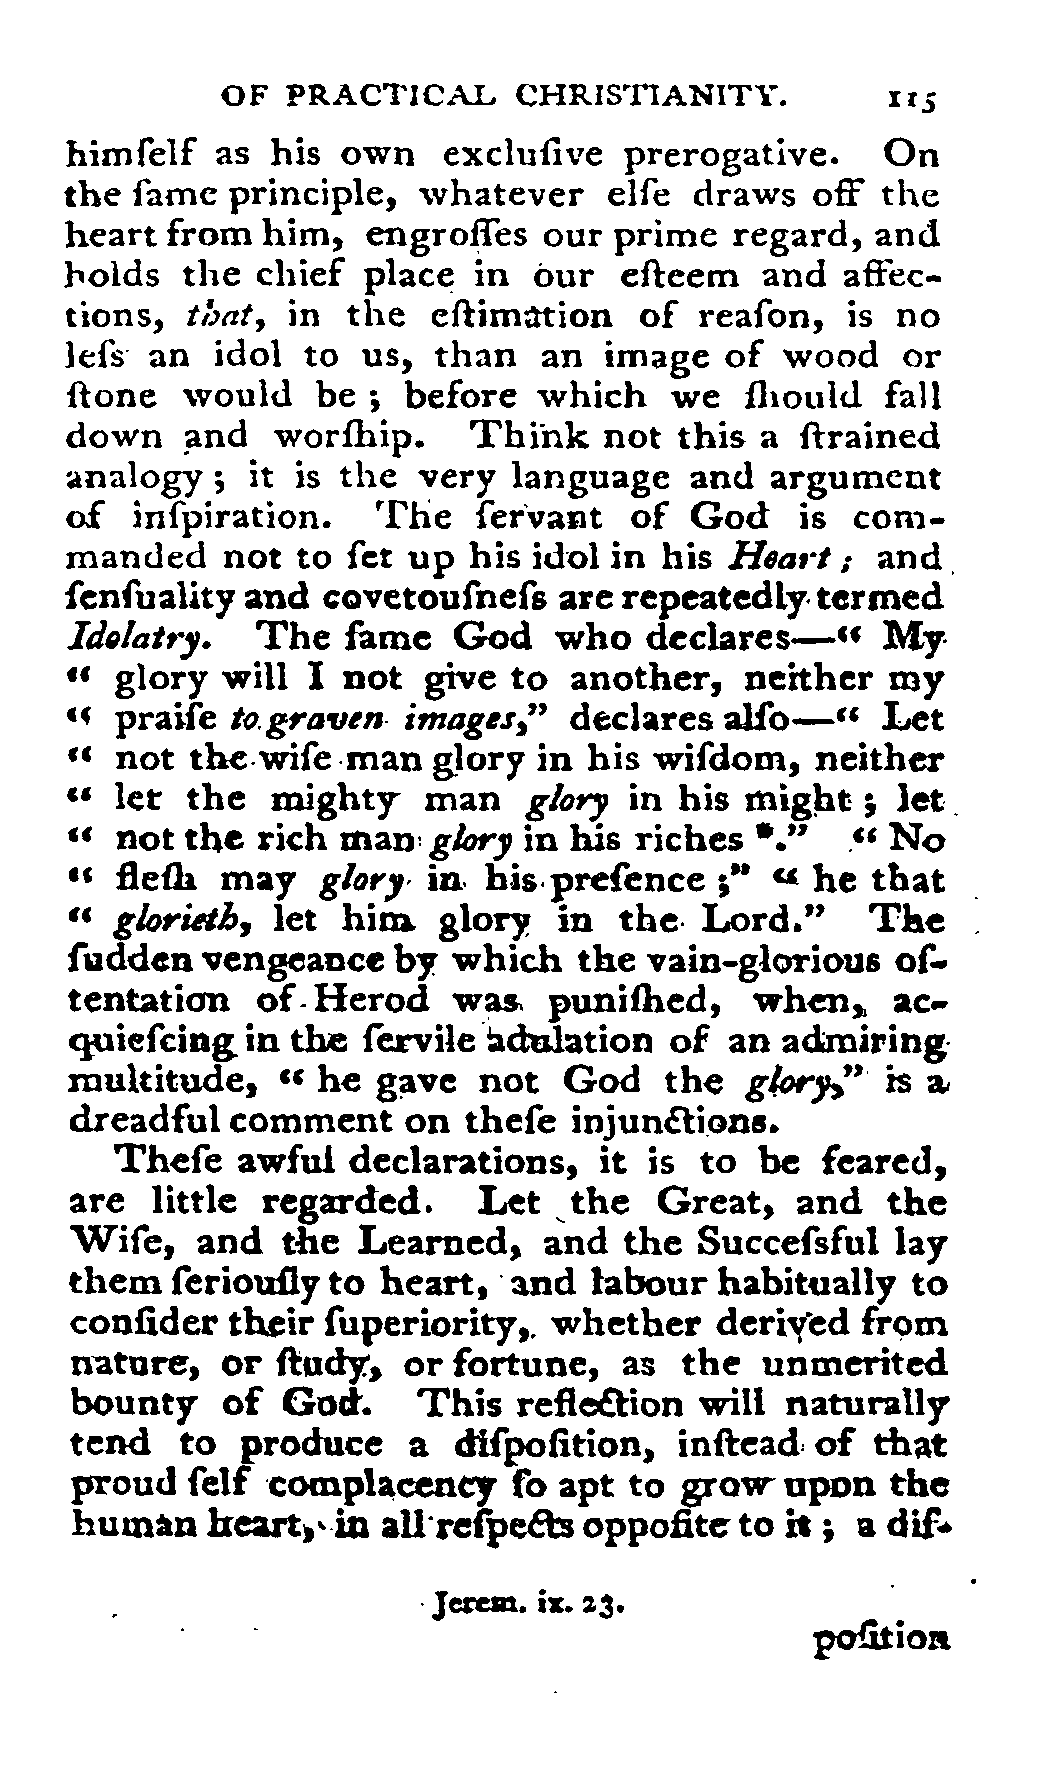 OF PRACTICAL CHRISTIANITY. 115
himſelf as his own excluſive prerogative. On
the ſame principle, whatever elſe draws off the
heart from him, engroſſes our prime regard, and
holds the chief place in our eſteem and affec-
tions, that, in the eſtimation of reaſon, is no
leſs an idol to us, than an image of wood or
ſtone would be ; before which we ſhould fall
down and worſhip. Think not this a ſtrained
analogy ; it is the very language and argument
of inſpiration. The ſervant of God is com-
manded not to ſet up his idol in his Heart ; and
ſenſuality and covetouſneſs are repeatedly termed
Idolatry. The ſame God who declares—“ My
“ glory will I not give to another, neither my
“ praiſe to graven images,” declares alſo—“ Let
“ not the wiſe man glory in his wiſdom, neither
“ let the mighty man glory in his might ; let
“ not the rich man glory in his riches *.” “ No
“ fleſh may glory in his preſence ;” “ he that
“ glorieth, let him glory in the Lord.” The
ſudden vengeance by which the vain-glorious oſ-
tentation of Herod was puniſhed, when, ac-
quieſcing in the ſervile adulation of an admiring
multitude, “ he gave not God the glory,” is a
dreadful comment on theſe injunctions.
Theſe awful declarations, it is to be feared,
are little regarded. Let the Great, and the
Wiſe, and the Learned, and the Succeſsful lay
them ſeriouſly to heart, and labour habitually to
conſider their ſuperiority, whether derived from
nature, or ſtudy, or fortune, as the unmerited
bounty of God. This reflection will naturally
tend to produce a diſpoſition, inſtead of that
proud ſelf complacency ſo apt to grow upon the
human heart, in all reſpects oppoſite to it ; a diſ-
Jerem. ix. 23.
poſition